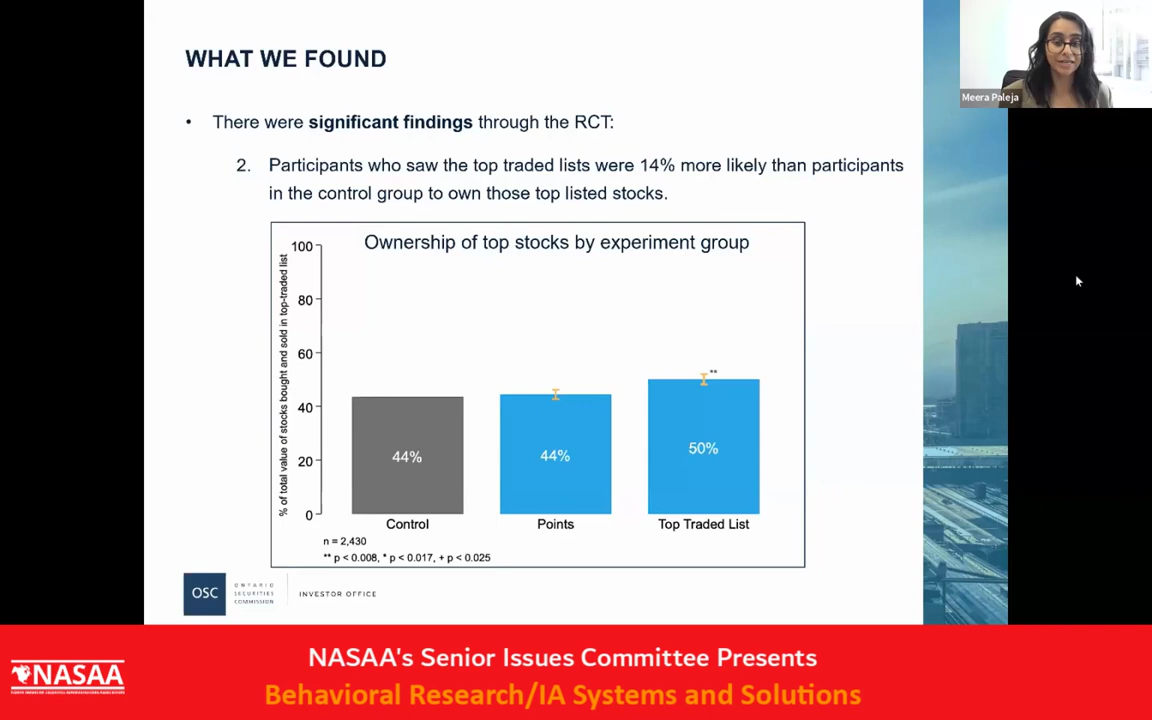 WHAT WE FOUND
• There were significant findings through the RCT:
2. Participants who saw the top traded lists were 14% more likely than participants
in the control group to own those top listed stocks.
Ownership of top stocks by experiment group
% of total value of stocks bought and sold in top-traded list
100
80
60
40
20
0
44%
44%
50%
**
Control
Points
Top Traded List
n = 2,430
** p < 0.008, * p < 0.017, + p < 0.025
OSC
ONTARIO
SECURITIES
COMMISSION
INVESTOR OFFICE
Meera Paleja
NASAA
NASAA's Senior Issues Committee Presents
Behavioral Research/IA Systems and Solutions